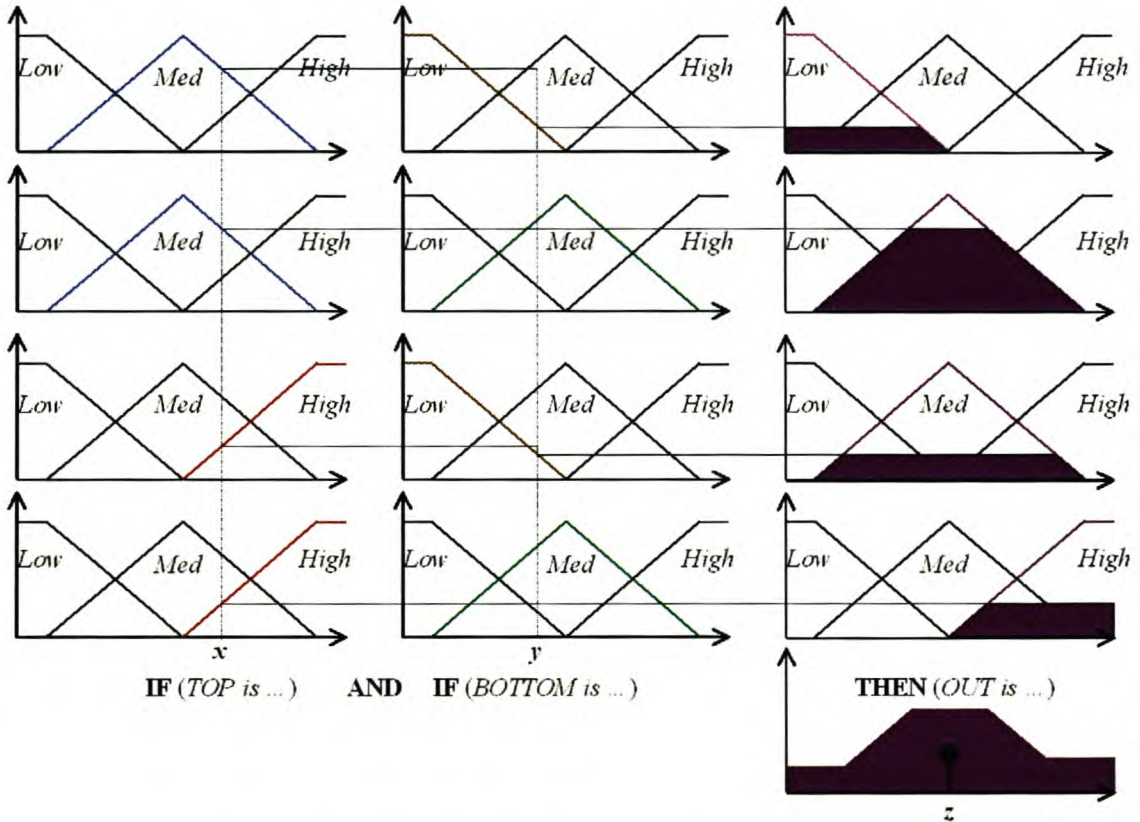 Low Med High Low Med High Low Med High
Low Med High Low Med High Low Med High
Low Med High Low Med High Low Med High
Low Med High Low Med High Low Med High
x y
IF (TOP is ...) AND IF (BOTTOM is ...) THEN (OUT is ...)
z